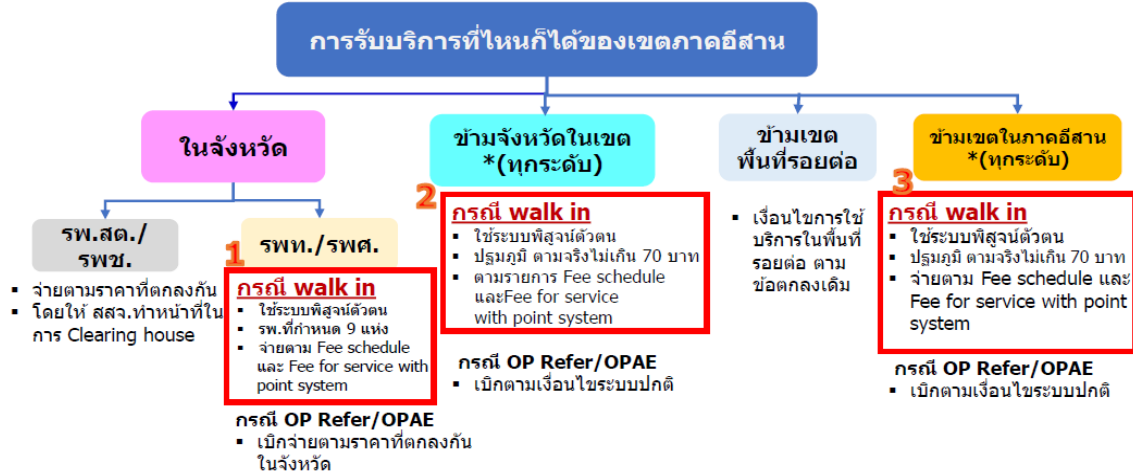 การรับบริการที่ไหนก็ได้ของเขตภาคอีสาน
ในจังหวัด
ข้ามจังหวัดในเขต
*(ทุกระดับ)
ข้ามเขต
พื้นที่รอยต่อ
ข้ามเขตในภาคอีสาน
*(ทุกระดับ)
รพ.สต./
รพช.
▪ จ่ายตามราคาที่ตกลงกัน
▪ โดยให้ สสจ.ทำหน้าที่ใน
การ Clearing house
1
รพท./รพศ.
กรณี walk in
▪ ใช้ระบบพิสูจน์ตัวตน
▪ รพ.ที่กำหนด 9 แห่ง
▪ จ่ายตาม Fee schedule
และ Fee for service with
point system
กรณี OP Refer/OPAE
▪ เบิกจ่ายตามราคาที่ตกลงกัน
ในจังหวัด
2
กรณี walk in
▪ ใช้ระบบพิสูจน์ตัวตน
▪ ปฐมภูมิ ตามจริงไม่เกิน 70 บาท
▪ ตามรายการ Fee schedule
และFee for service
with point system
กรณี OP Refer/OPAE
▪ เบิกตามเงื่อนไขระบบปกติ
▪ เงื่อนไขการใช้
บริการในพื้นที่
รอยต่อ ตาม
ข้อตกลงเดิม
3
กรณี walk in
▪ ใช้ระบบพิสูจน์ตัวตน
▪ ปฐมภูมิ ตามจริงไม่เกิน 70 บาท
▪ จ่ายตาม Fee schedule และ
Fee for service with point
system
กรณี OP Refer/OPAE
▪ เบิกตามเงื่อนไขระบบปกติ